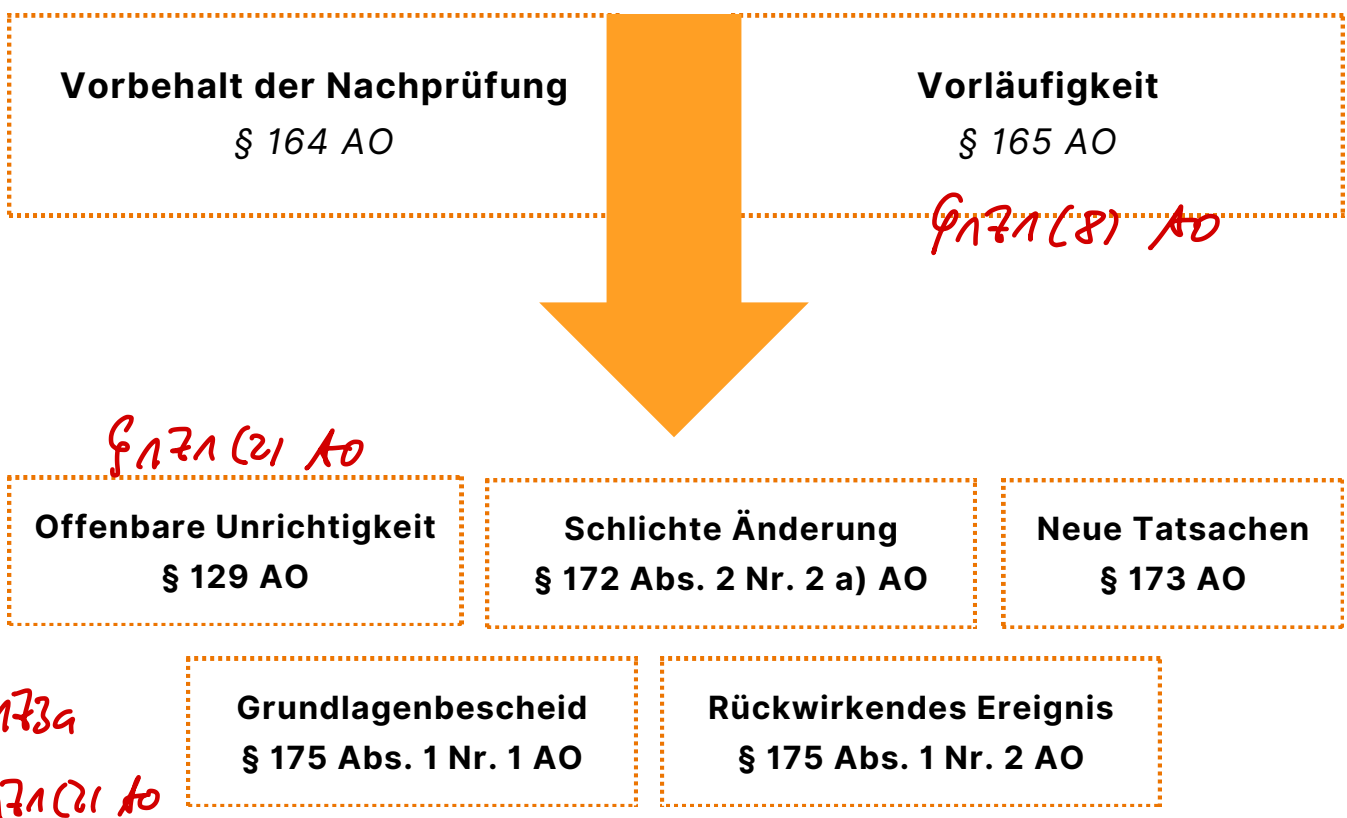 Vorbehalt der Nachprüfung
§ 164 AO
Vorläufigkeit
§ 165 AO
§171(8) AO
§171(2) AO
Offenbare Unrichtigkeit
§ 129 AO
Schlichte Änderung
§ 172 Abs. 2 Nr. 2 a) AO
Neue Tatsachen
§ 173 AO
173a
171(2) AO
Grundlagenbescheid
§ 175 Abs. 1 Nr. 1 AO
Rückwirkendes Ereignis
§ 175 Abs. 1 Nr. 2 AO